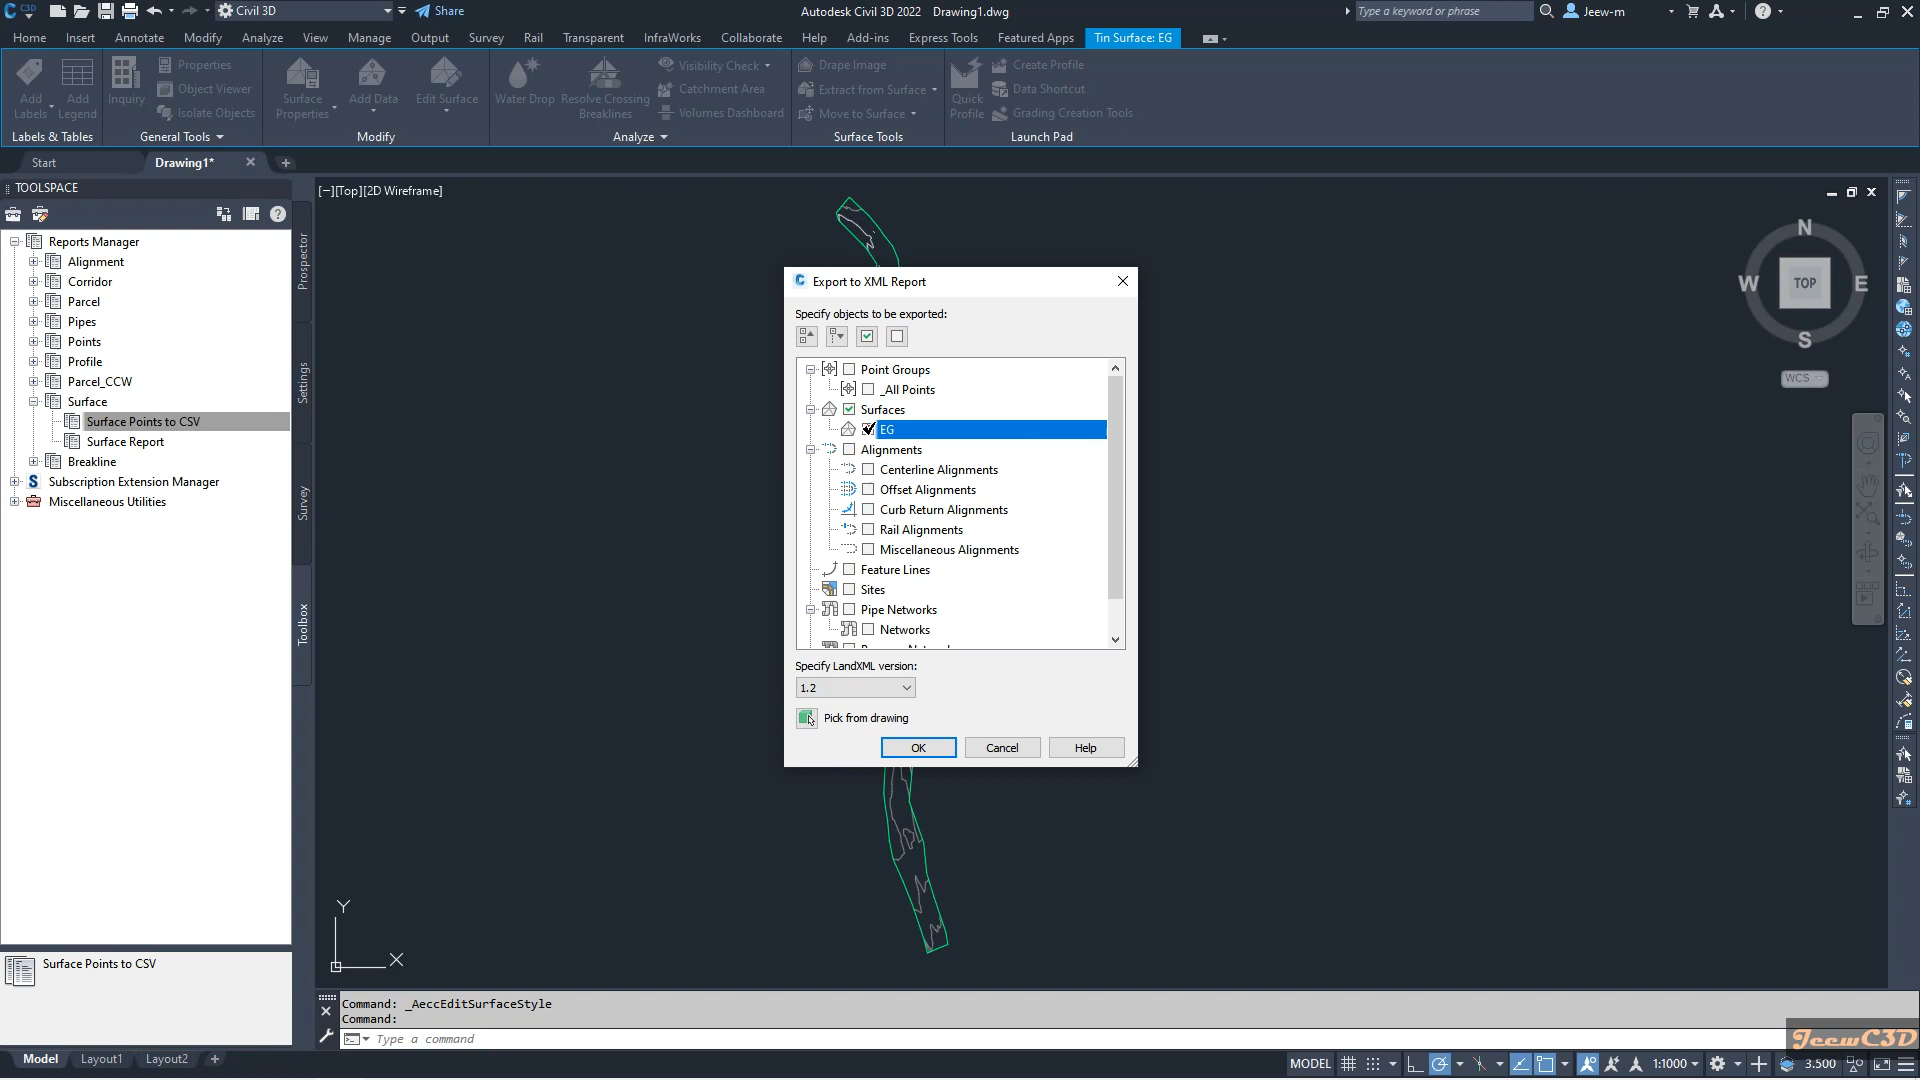 C3D
Civil 3D
Share
Autodesk Civil 3D 2022 Drawing1.dwg
Type a keyword or phrase
Jeew-m
Home Insert Annotate Modify Analyze View Manage Output Survey Rail Transparent InfraWorks Collaborate Help Add-ins Express Tools Featured Apps Tin Surface: EG
Add Labels
Add Legend
Labels & Tables
Inquiry
Properties
Object Viewer
Isolate Objects
General Tools
Surface Properties
Add Data
Edit Surface
Modify
Water Drop
Resolve Crossing Breaklines
Visibility Check
Catchment Area
Volumes Dashboard
Analyze
Drape Image
Extract from Surface
Move to Surface
Surface Tools
Quick Profile
Create Profile
Data Shortcut
Grading Creation Tools
Launch Pad
Start
Drawing1*
TOOLSPACE
Reports Manager
Alignment
Corridor
Parcel
Pipes
Points
Profile
Parcel_CCW
Surface
Surface Points to CSV
Surface Report
Breakline
Subscription Extension Manager
Miscellaneous Utilities
Prospector
Settings
Survey
Toolbox
Surface Points to CSV
[−][Top][2D Wireframe]
N
W
TOP
E
S
WCS
Export to XML Report
Specify objects to be exported:
Point Groups
_All Points
Surfaces
EG
Alignments
Centerline Alignments
Offset Alignments
Curb Return Alignments
Rail Alignments
Miscellaneous Alignments
Feature Lines
Sites
Pipe Networks
Networks
Specify LandXML version:
1.2
Pick from drawing
OK Cancel Help
Y
X
Command: _AeccEditSurfaceStyle
Command:
Type a command
JeewC3D
Model Layout1 Layout2
MODEL
1:1000
3.500